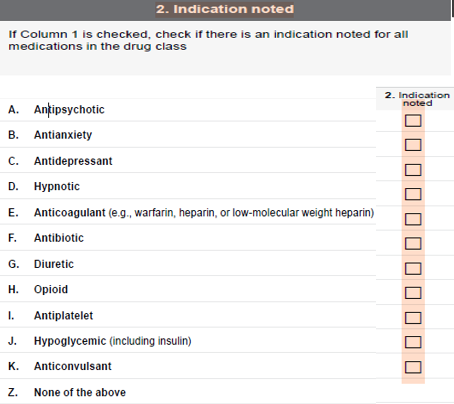 2. Indication noted
If Column 1 is checked, check if there is an indication noted for all
medications in the drug class
2. Indication
noted
A. Antipsychotic
B. Antianxiety
C. Antidepressant
D. Hypnotic
E. Anticoagulant (e.g., warfarin, heparin, or low-molecular weight heparin)
F. Antibiotic
G. Diuretic
H. Opioid
I. Antiplatelet
J. Hypoglycemic (including insulin)
K. Anticonvulsant
Z. None of the above